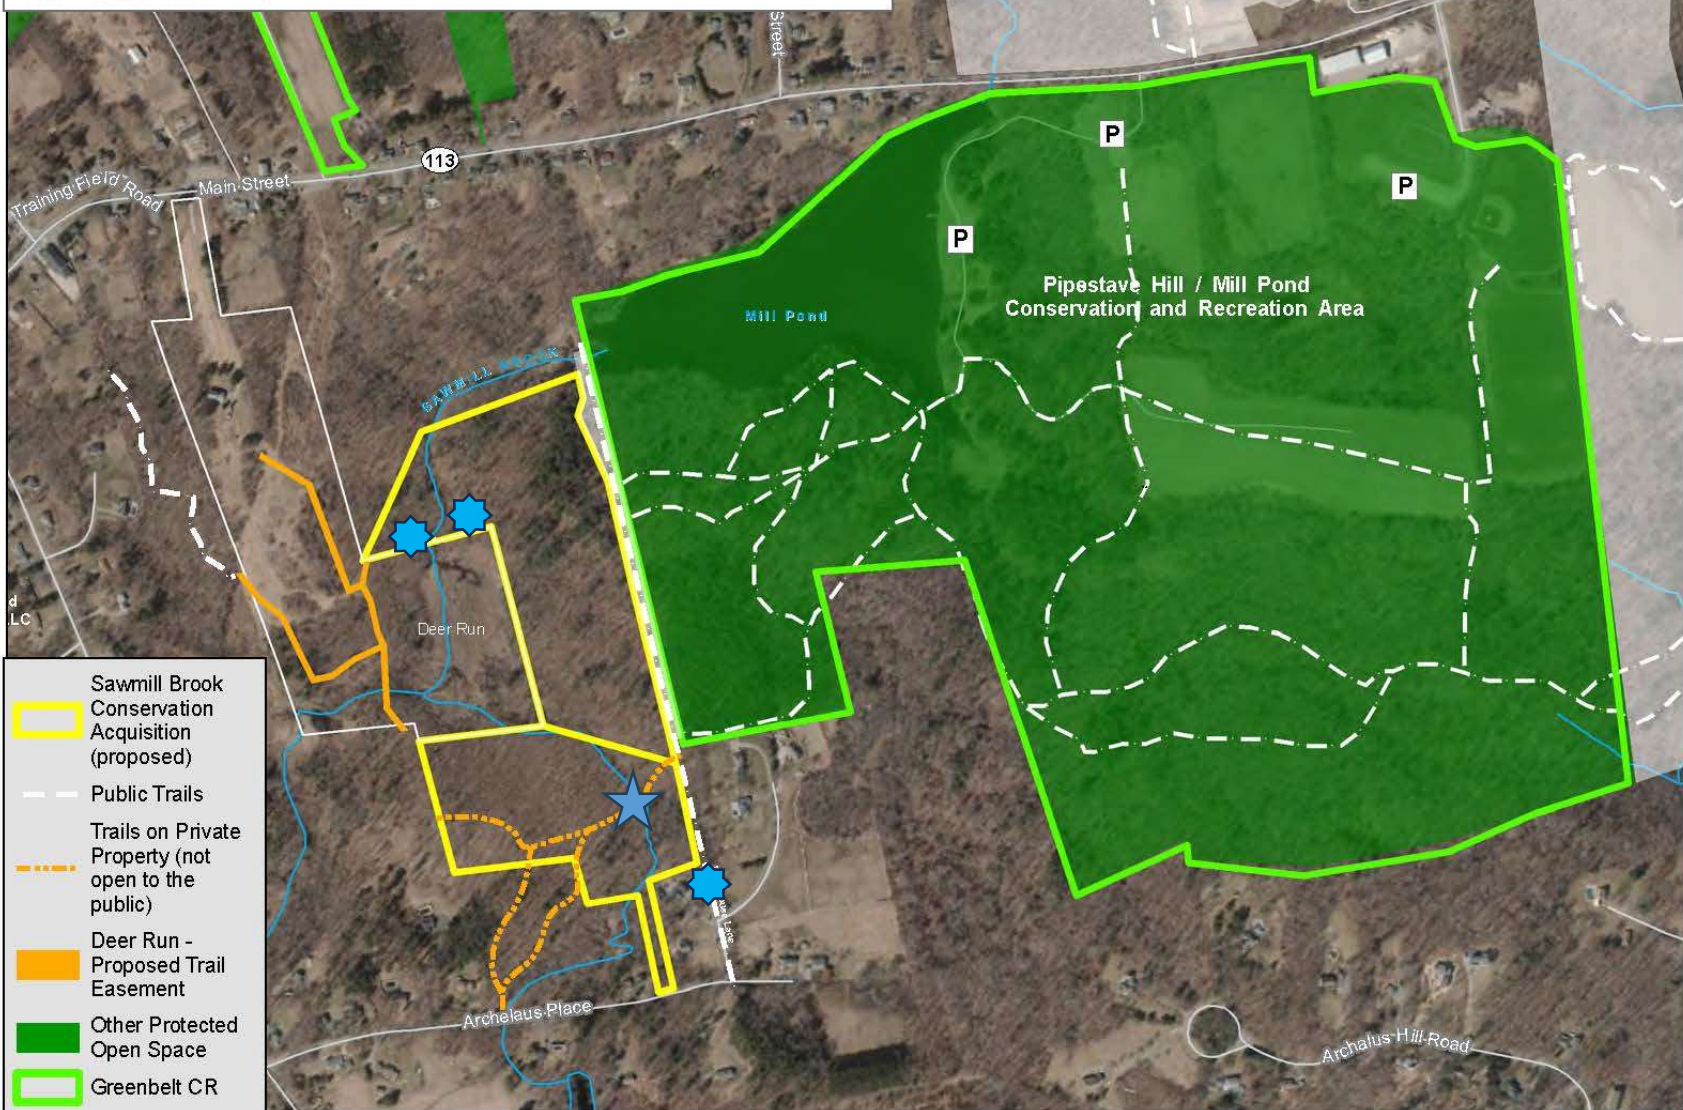 Street
113
Main Street
Training Field Road
P
P
P
Pipestave Hill / Mill Pond
Conservation and Recreation Area
Mill Pond
SAWMILL BROOK
Deer Run
d
LC
Sawmill Brook
Conservation
Acquisition
(proposed)
Public Trails
Trails on Private
Property (not
open to the
public)
Deer Run -
Proposed Trail
Easement
Other Protected
Open Space
Greenbelt CR
Lane
Archelaus Place
Archalus Hill Road